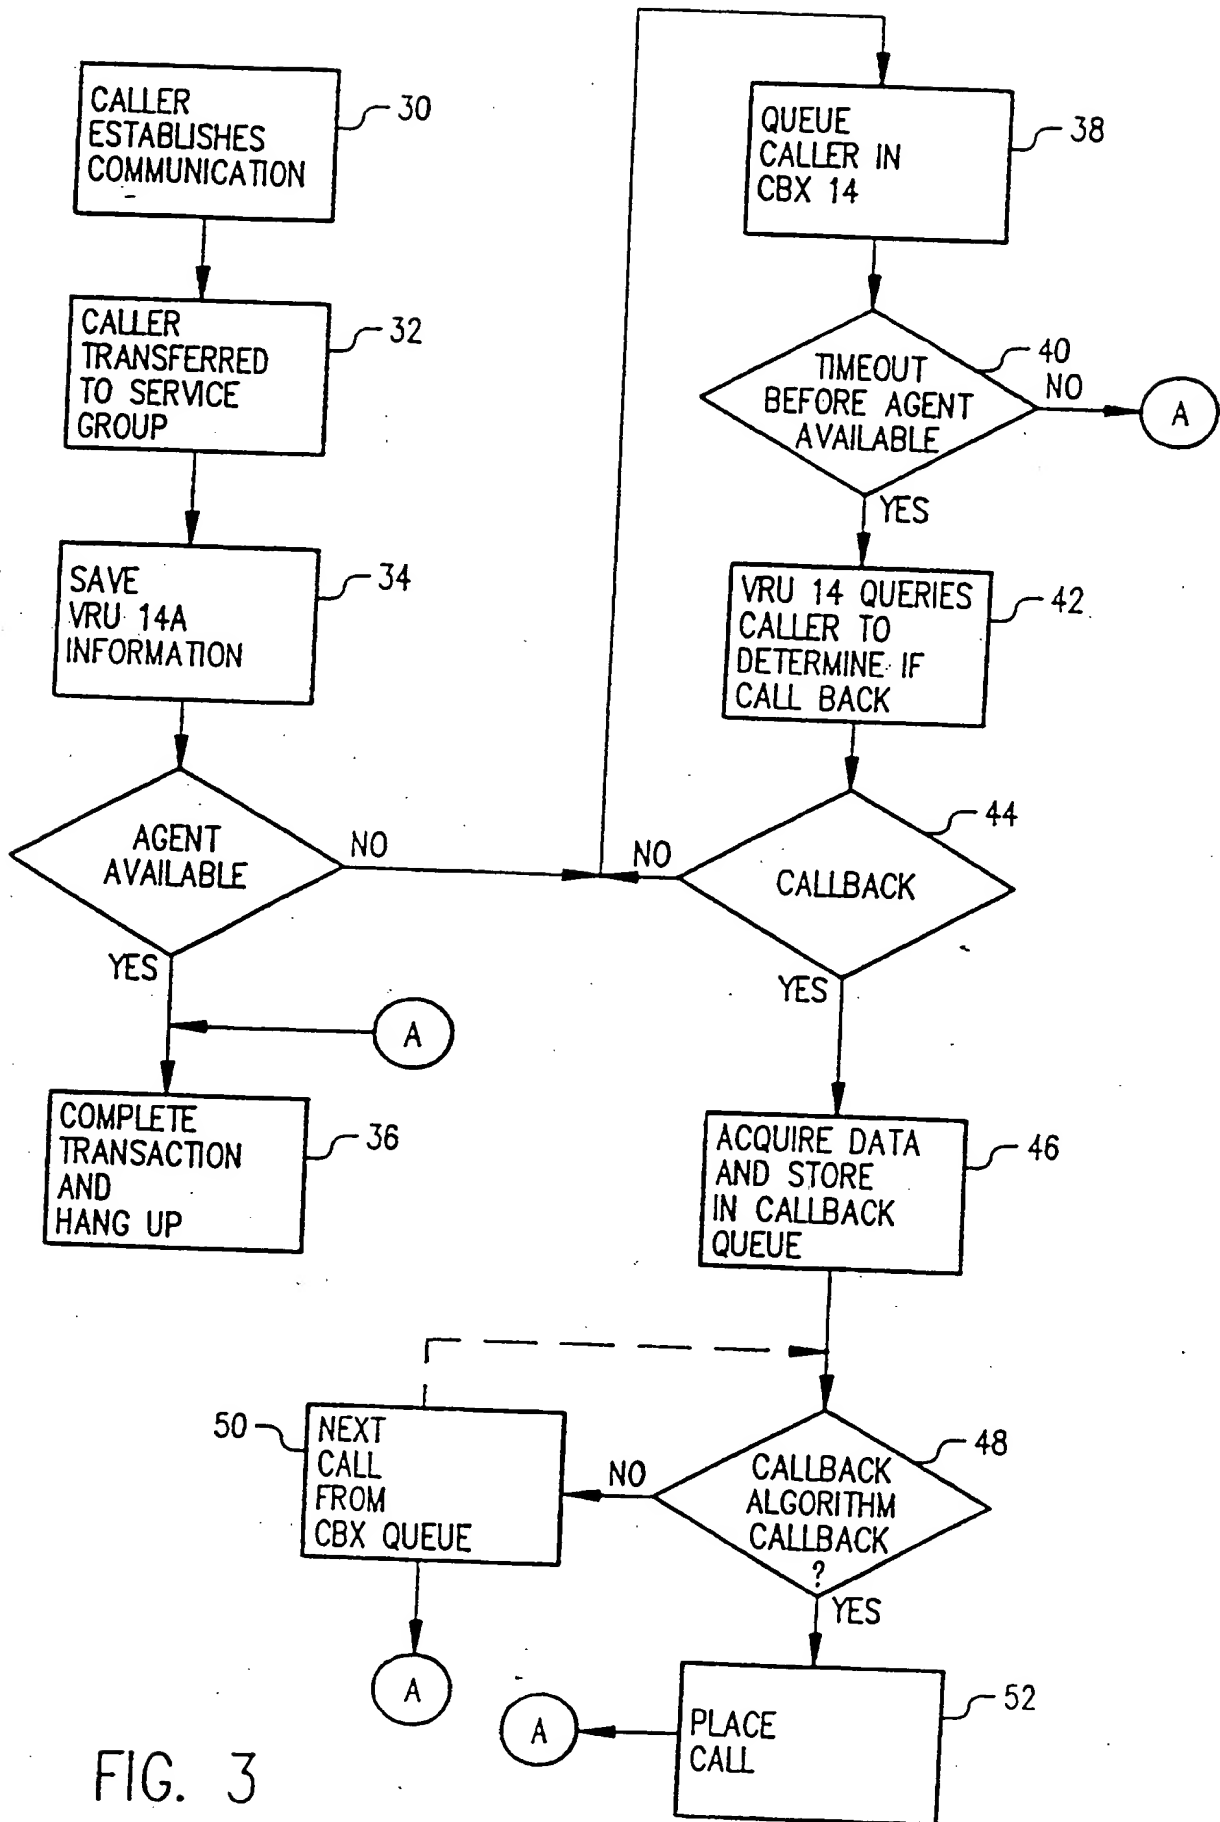 CALLER
ESTABLISHES
COMMUNICATION
30
CALLER
TRANSFERRED
TO SERVICE
GROUP
32
SAVE
VRU 14A
INFORMATION
34
AGENT
AVAILABLE
NO
YES
A
COMPLETE
TRANSACTION
AND
HANG UP
36
QUEUE
CALLER IN
CBX 14
38
TIMEOUT
BEFORE AGENT
AVAILABLE
40
NO
A
YES
VRU 14 QUERIES
CALLER TO
DETERMINE IF
CALL BACK
42
CALLBACK
44
NO
YES
ACQUIRE DATA
AND STORE
IN CALLBACK
QUEUE
46
CALLBACK
ALGORITHM
CALLBACK
?
48
NO
50
NEXT
CALL
FROM
CBX QUEUE
A
YES
PLACE
CALL
52
A
FIG. 3